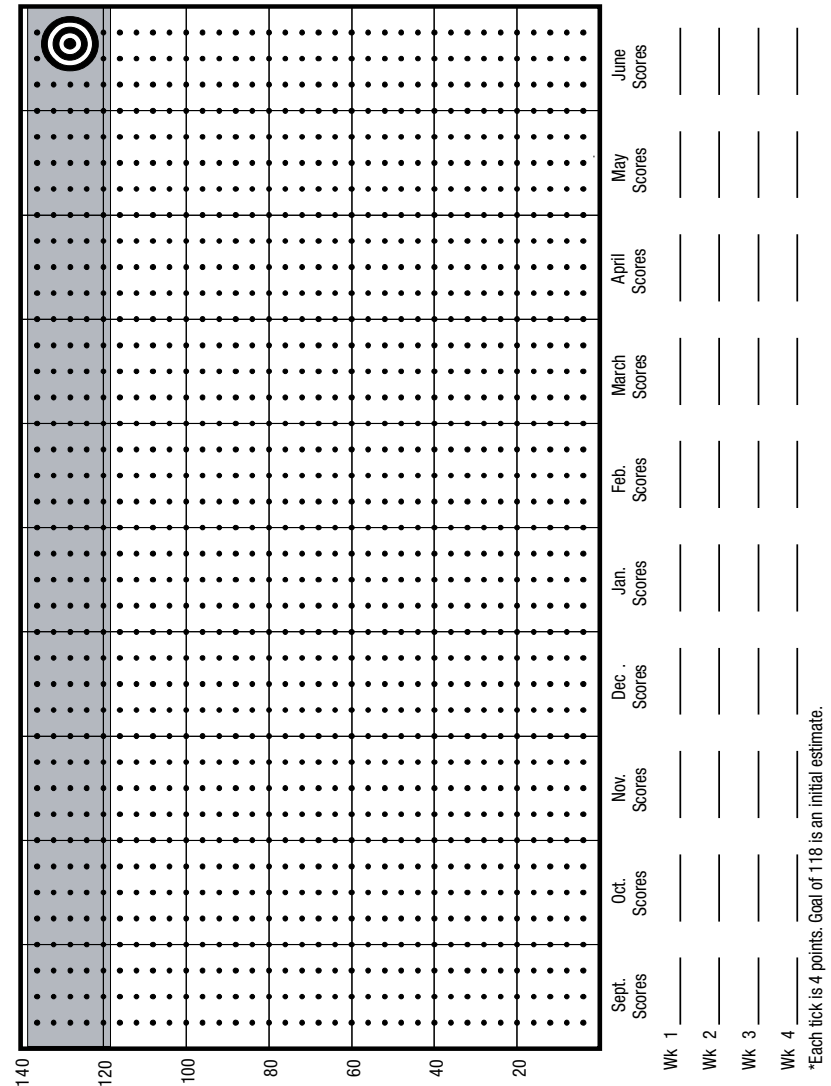 140
120
100
80
60
40
20
Sept.
Scores
Oct.
Scores
Nov.
Scores
Dec .
Scores
Jan.
Scores
Feb.
Scores
March
Scores
April
Scores
May
Scores
June
Scores
Wk 1
Wk 2
Wk 3
Wk 4
*Each tick is 4 points. Goal of 118 is an initial estimate.